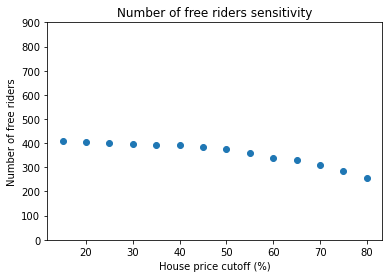 Number of free riders sensitivity
Number of free riders
900
800
700
600
500
400
300
200
100
0
20 30 40 50 60 70 80
House price cutoff (%)